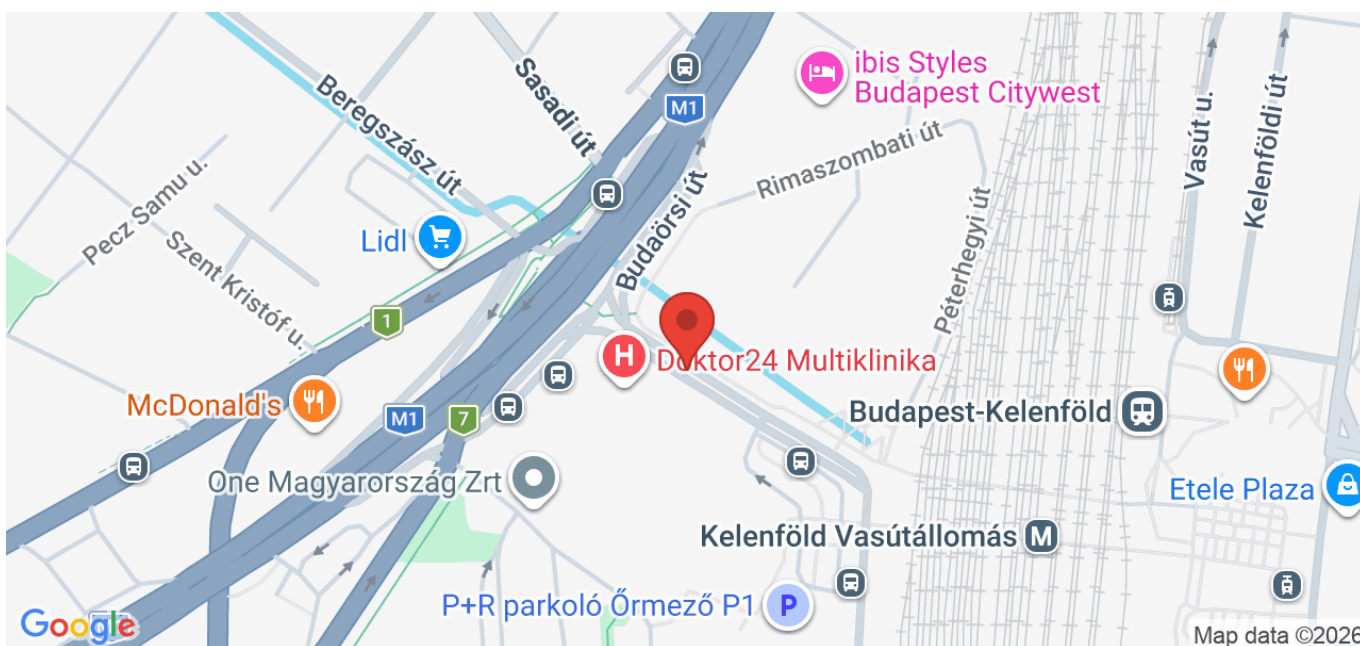 ibis Styles
Budapest Citywest
Sasadi út
M1
Beregszász út
Vasút u.
Kelenföldi út
Rimaszombati út
Pecz Samu u.
Lidl
Budaörsi út
Szent Kristóf u.
Péterhegyi út
1
H
Doktor24 Multiklinika
McDonald's
M1
7
Budapest-Kelenföld
One Magyarország Zrt
Etele Plaza
Kelenföld Vasútállomás M
P+R parkoló Őrmező P1 P
Google
Map data ©2026